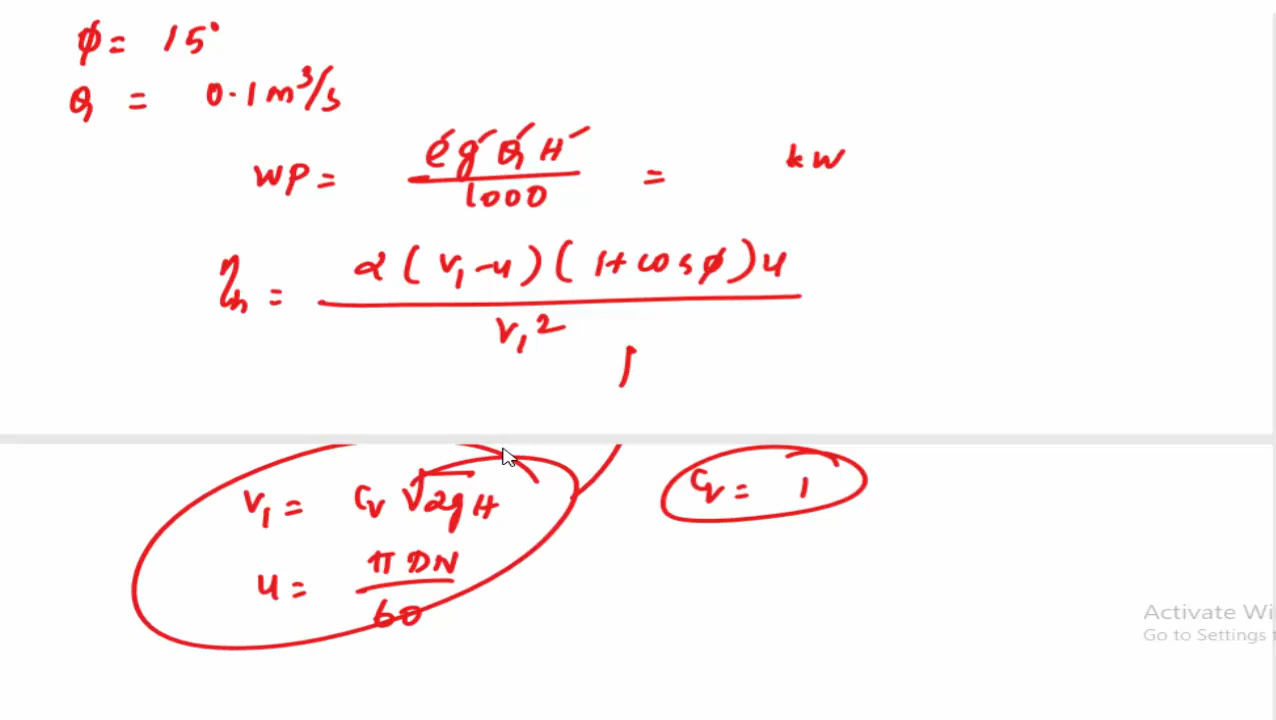 φ = 15°
Q = 0.1 m³/s
WP = ρgQH / 1000 = kW
ηh = 2(V₁-u)(1+cosφ)u / V₁²
V₁ = Cv √2gH Cv = 1
u = πDN / 60
Activate Wi
Go to Settings t